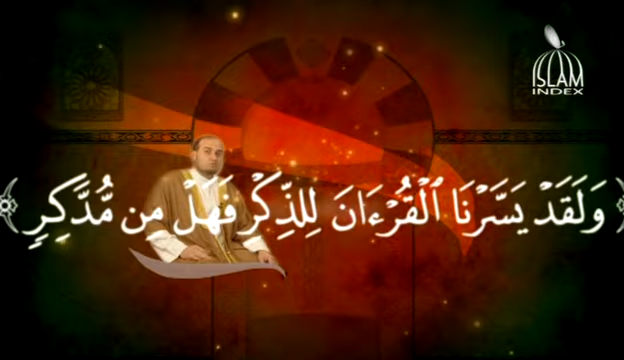 ISLAM
INDEX
﴿ وَلَقَدْ يَسَّرْنَا ٱلْقُرْءَانَ لِلذِّكْرِ فَهَلْ مِن مُّدَّكِرٍ ﴾